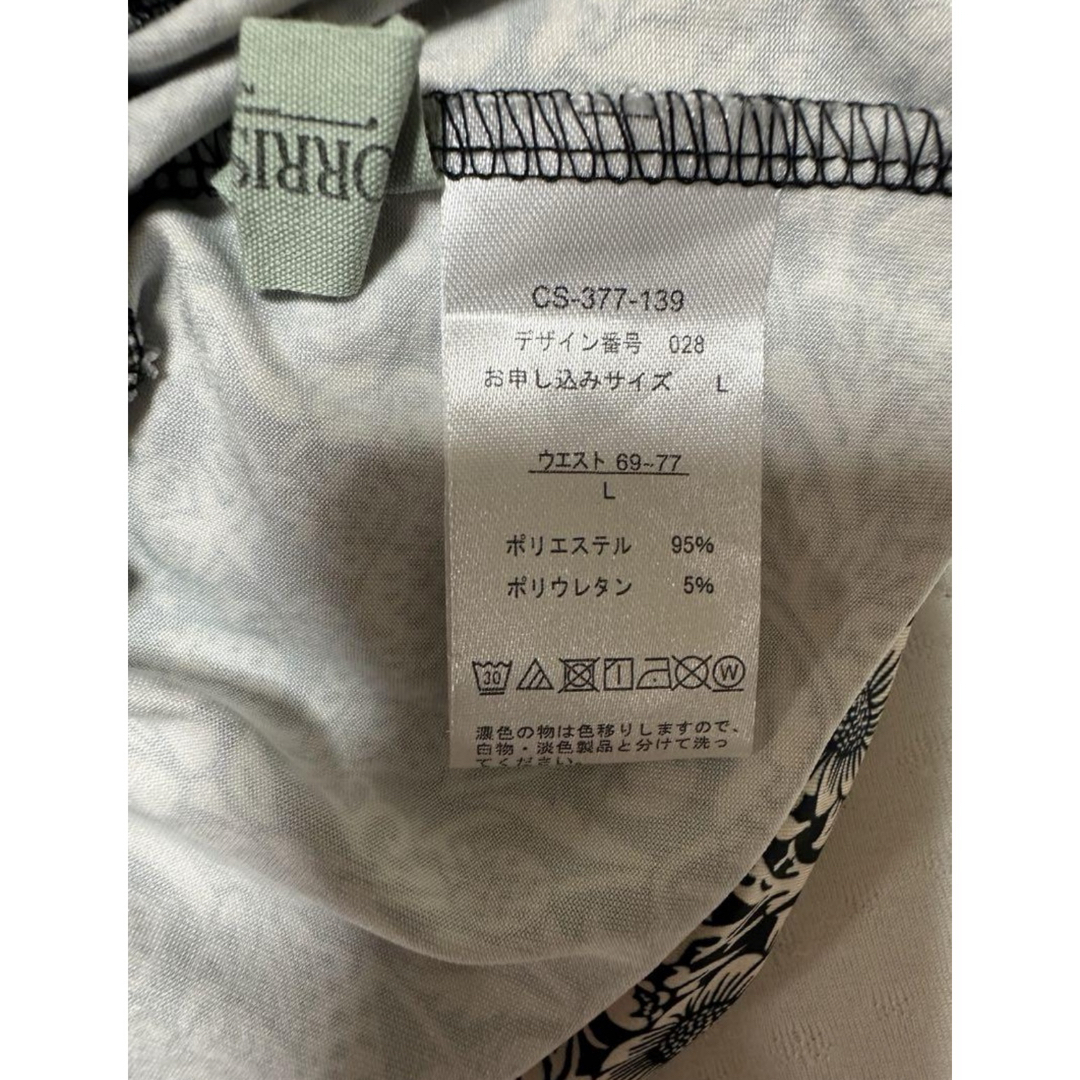 ORRIS
CS-377-139
デザイン番号 028
お申し込みサイズ L
ウエスト 69~77
L
ポリエステル 95%
ポリウレタン 5%
30 W
濃色の物は色移りしますので、
白物・淡色製品と分けて洗っ
てください。